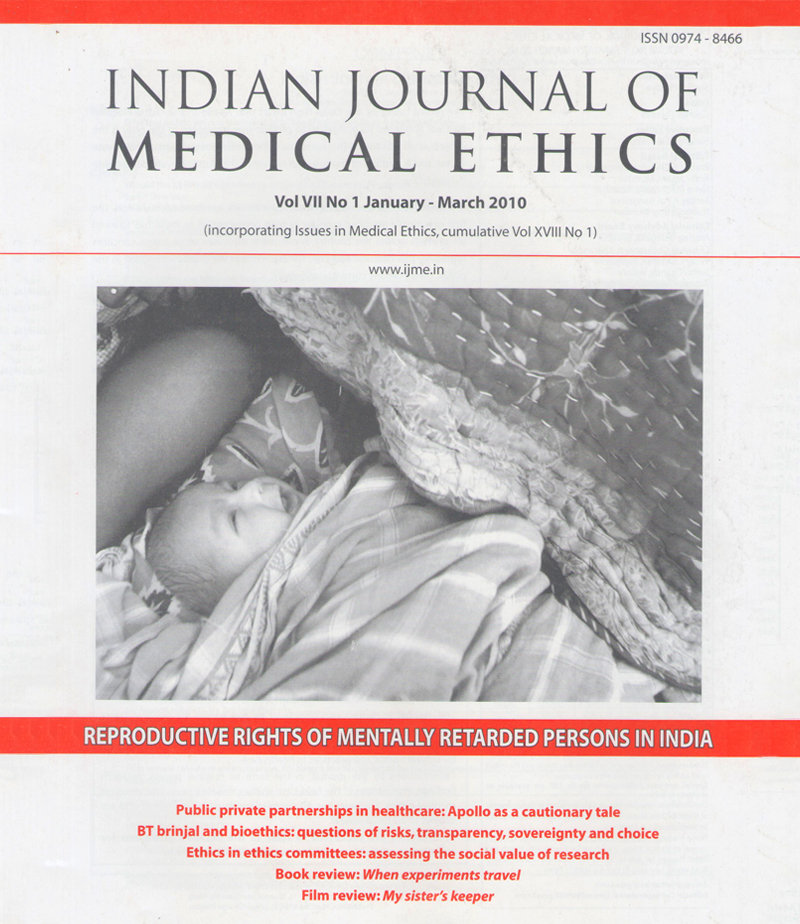 ISSN 0974 - 8466
INDIAN JOURNAL OF
MEDICAL ETHICS
Vol VII No 1 January - March 2010
(incorporating Issues in Medical Ethics, cumulative Vol XVIII No 1)
www.ijme.in
REPRODUCTIVE RIGHTS OF MENTALLY RETARDED PERSONS IN INDIA
Public private partnerships in healthcare: Apollo as a cautionary tale
BT brinjal and bioethics: questions of risks, transparency, sovereignty and choice
Ethics in ethics committees: assessing the social value of research
Book review: When experiments travel
Film review: My sister's keeper